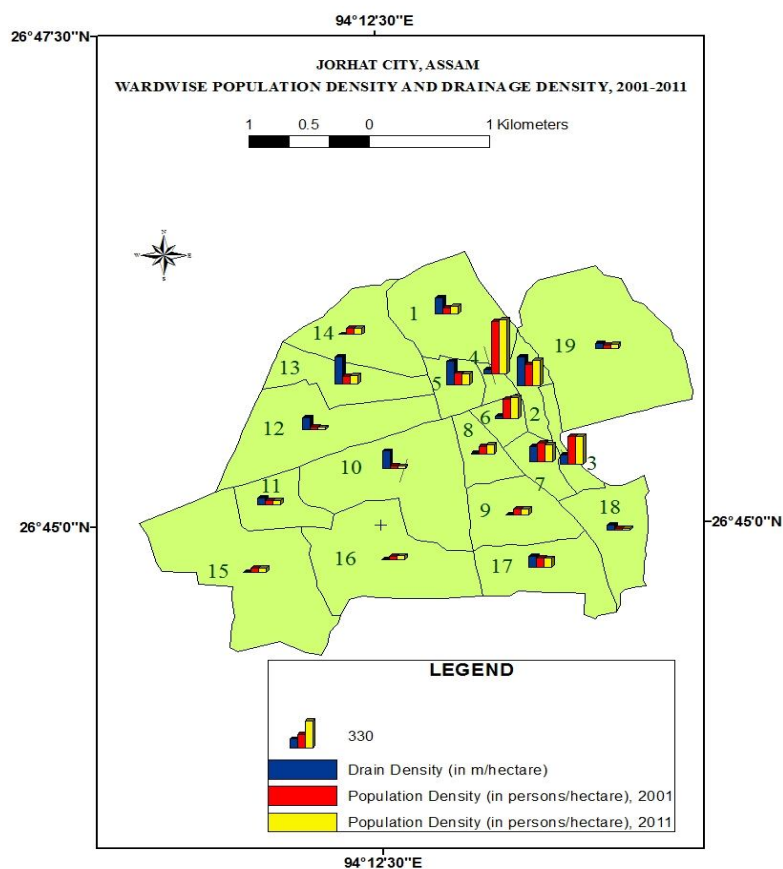 94°12'30"E
26°47'30"N
JORHAT CITY, ASSAM
WARDWISE POPULATION DENSITY AND DRAINAGE DENSITY, 2001-2011
1 0.5 0 1 Kilometers
N
W E
S
1
14
4
19
13
5
2
6
12
8
3
10
7
11
9
18
26°45'0"N 26°45'0"N
16
17
15
LEGEND
330
Drain Density (in m/hectare)
Population Density (in persons/hectare), 2001
Population Density (in persons/hectare), 2011
94°12'30"E